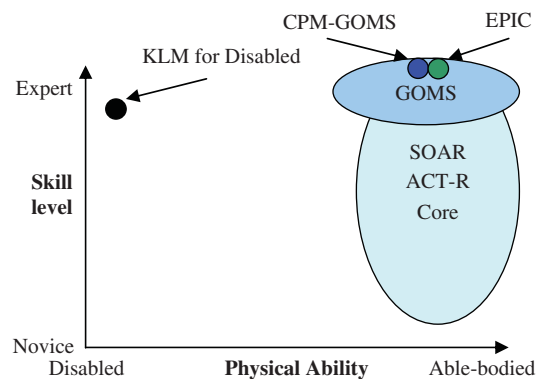 CPM-GOMS
EPIC
KLM for Disabled
Expert
GOMS
SOAR
ACT-R
Core
Skill
level
Novice
Disabled
Physical Ability
Able-bodied